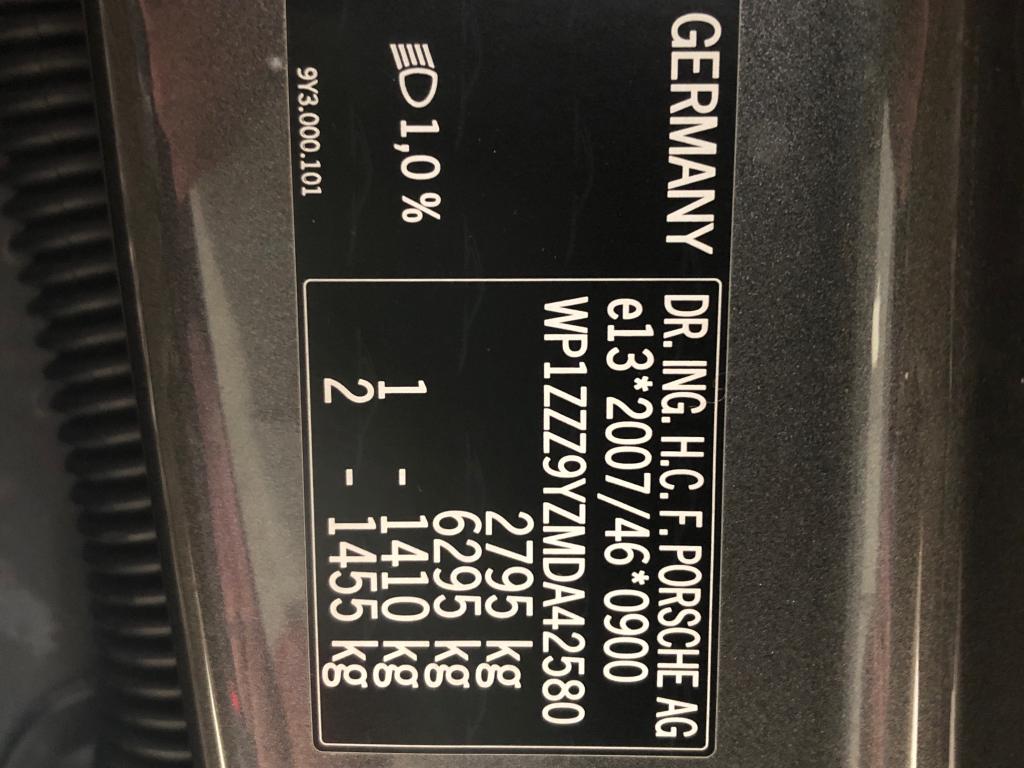 GERMANY
1,0 %
9Y3.000.101
DR. ING. H.C. F. PORSCHE AG
e13*2007/46*0900
WP1ZZZ9YZMDA42580
2795 kg
6295 kg
1 - 1410 kg
2 - 1455 kg